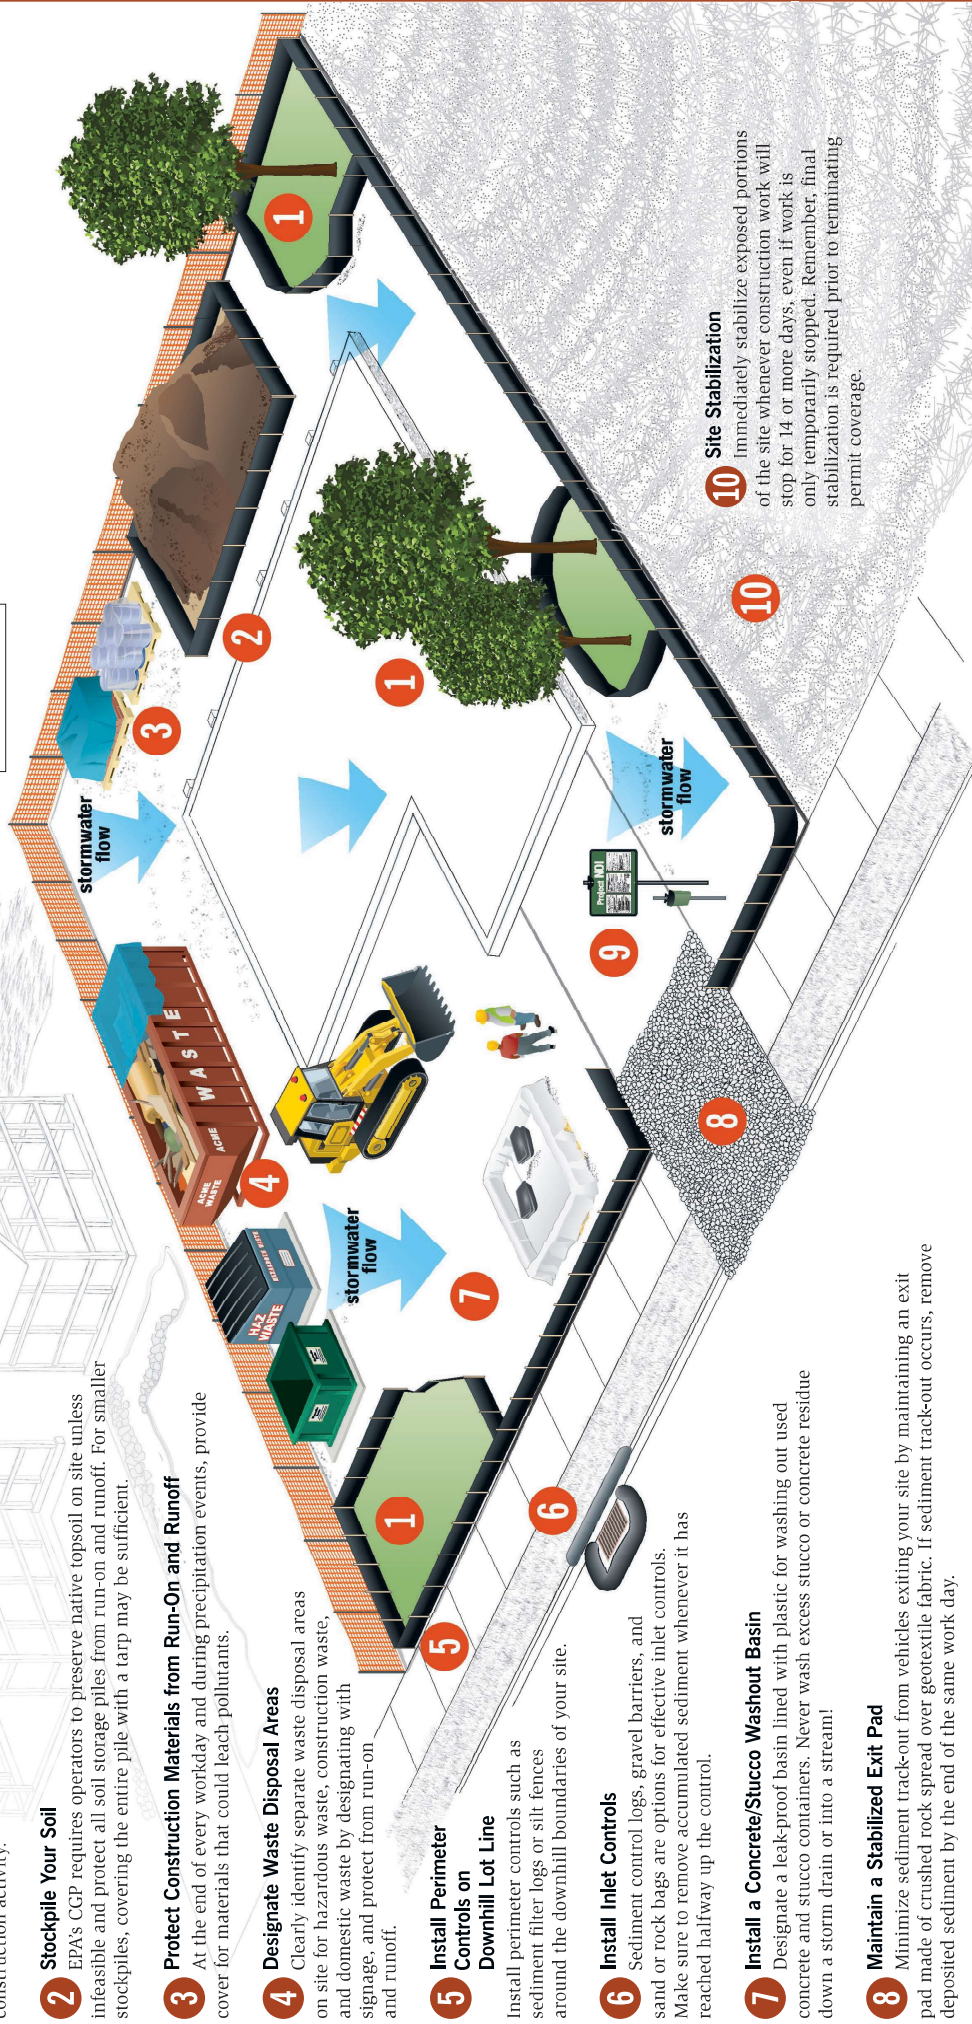 construction activity.
2 Stockpile Your Soil
EPA's CGP requires operators to preserve native topsoil on site unless
infeasible and protect all soil storage piles from run-on and runoff. For smaller
stockpiles, covering the entire pile with a tarp may be sufficient.
3 Protect Construction Materials from Run-On and Runoff
At the end of every workday and during precipitation events, provide
cover for materials that could leach pollutants.
4 Designate Waste Disposal Areas
Clearly identify separate waste disposal areas
on site for hazardous waste, construction waste,
and domestic waste by designating with
signage, and protect from run-on
and runoff.
5 Install Perimeter
Controls on
Downhill Lot Line
Install perimeter controls such as
sediment filter logs or silt fences
around the downhill boundaries of your site.
6 Install Inlet Controls
Sediment control logs, gravel barriers, and
sand or rock bags are options for effective inlet controls.
Make sure to remove accumulated sediment whenever it has
reached halfway up the control.
7 Install a Concrete/Stucco Washout Basin
Designate a leak-proof basin lined with plastic for washing out used
concrete and stucco containers. Never wash excess stucco or concrete residue
down a storm drain or into a stream!
8 Maintain a Stabilized Exit Pad
Minimize sediment track-out from vehicles exiting your site by maintaining an exit
pad made of crushed rock spread over geotextile fabric. If sediment track-out occurs, remove
deposited sediment by the end of the same work day.
10 Site Stabilization
Immediately stabilize exposed portions
of the site whenever construction work will
stop for 14 or more days, even if work is
only temporarily stopped. Remember, final
stabilization is required prior to terminating
permit coverage.
stormwater
flow
stormwater
flow
stormwater
flow
WASTE
ACME
WASTE
ACME
HAZ
WASTE
HAZARDOUS WASTE
Project NOI
1
1
1
2
3
4
5
6
7
8
9
10